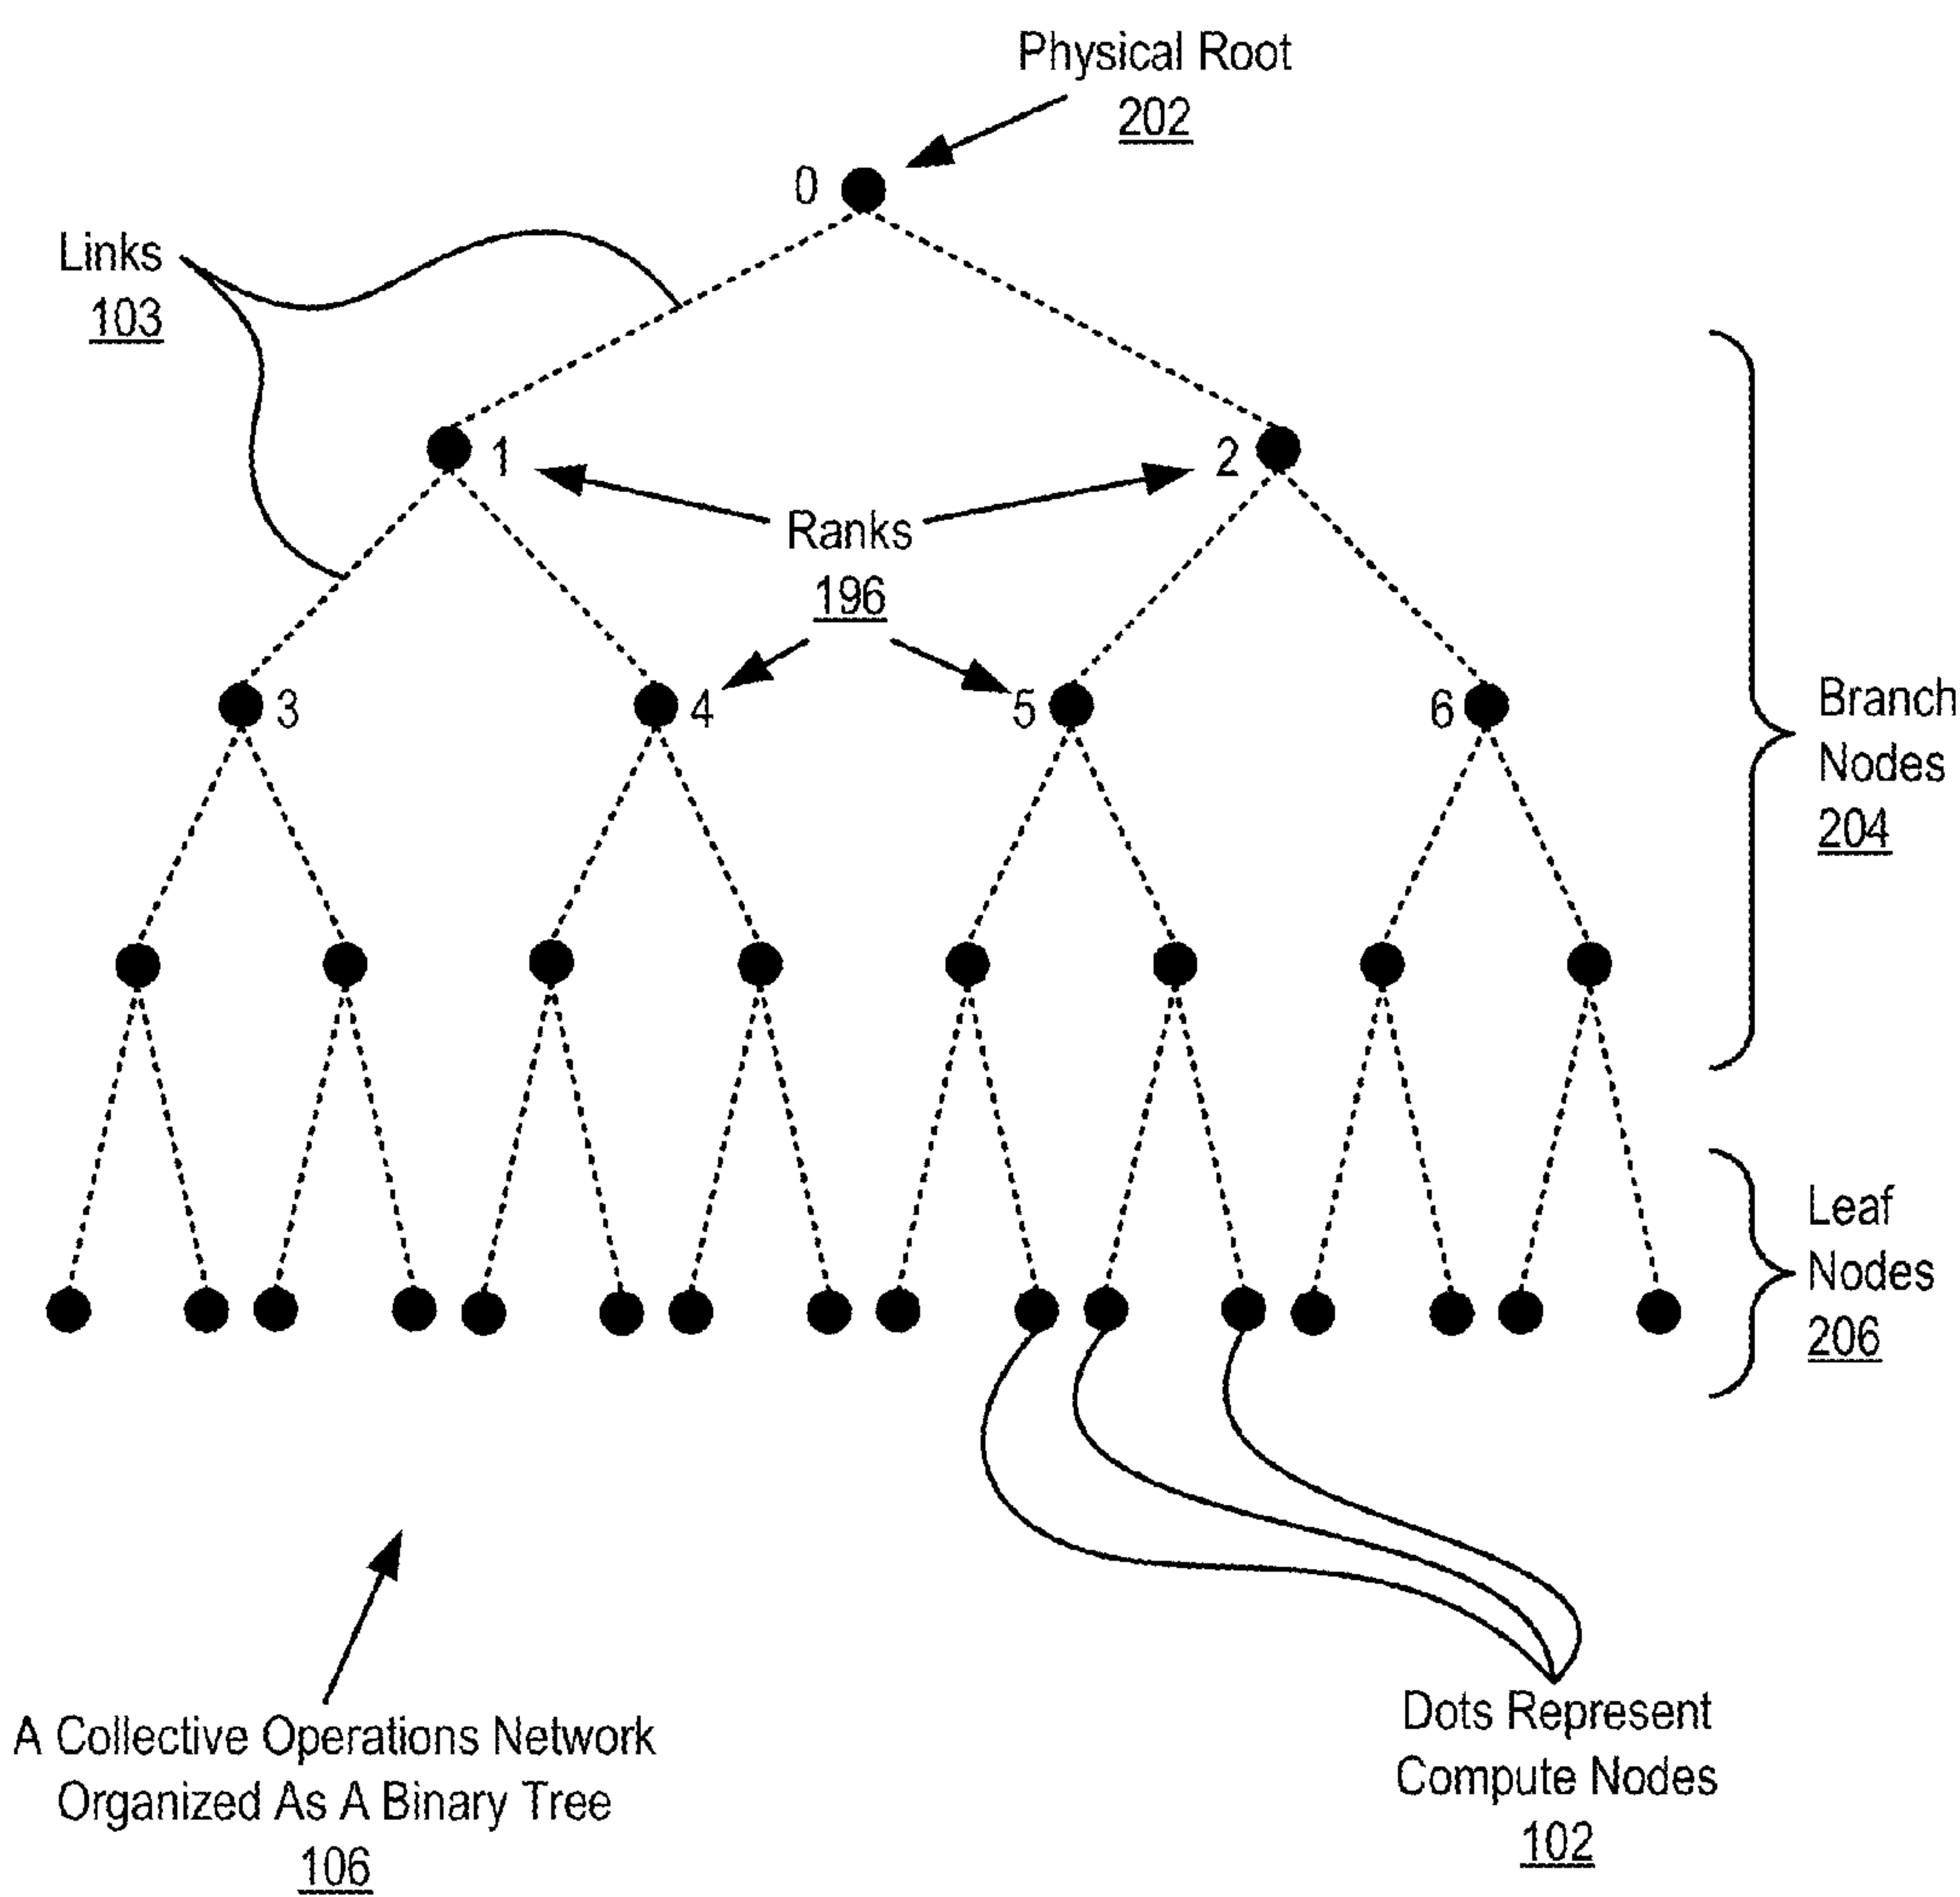 Physical Root
202
0
Links
103
1
2
Ranks
196
3
4
5
6
Branch
Nodes
204
Leaf
Nodes
206
A Collective Operations Network
Organized As A Binary Tree
106
Dots Represent
Compute Nodes
102